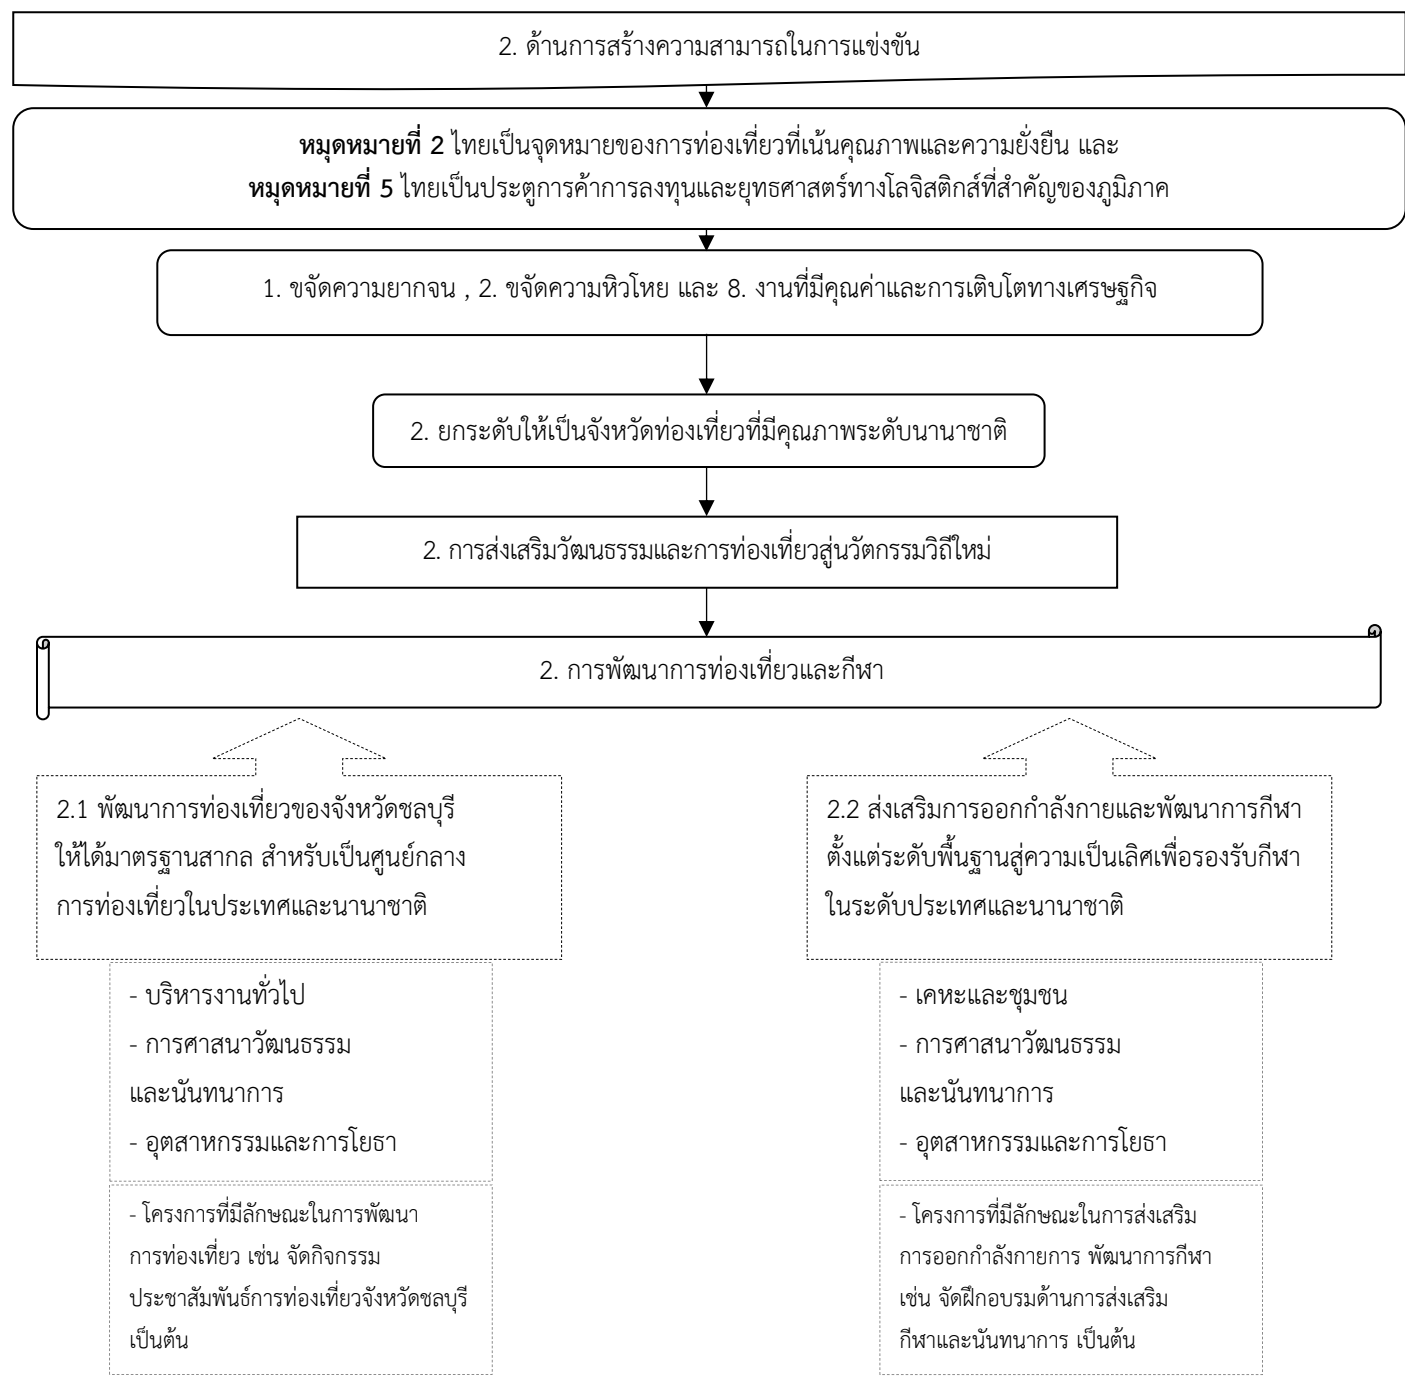 2. ด้านการสร้างความสามารถในการแข่งขัน
หมุดหมายที่ 2 ไทยเป็นจุดหมายของการท่องเที่ยวที่เน้นคุณภาพและความยั่งยืน และ
หมุดหมายที่ 5 ไทยเป็นประตูการค้าการลงทุนและยุทธศาสตร์ทางโลจิสติกส์ที่สำคัญของภูมิภาค
1. ขจัดความยากจน , 2. ขจัดความหิวโหย และ 8. งานที่มีคุณค่าและการเติบโตทางเศรษฐกิจ
2. ยกระดับให้เป็นจังหวัดท่องเที่ยวที่มีคุณภาพระดับนานาชาติ
2. การส่งเสริมวัฒนธรรมและการท่องเที่ยวสู่นวัตกรรมวิถีใหม่
2. การพัฒนาการท่องเที่ยวและกีฬา
2.1 พัฒนาการท่องเที่ยวของจังหวัดชลบุรี
ให้ได้มาตรฐานสากล สำหรับเป็นศูนย์กลาง
การท่องเที่ยวในประเทศและนานาชาติ
- บริหารงานทั่วไป
- การศาสนาวัฒนธรรม
และนันทนาการ
- อุตสาหกรรมและการโยธา
- โครงการที่มีลักษณะในการพัฒนา
การท่องเที่ยว เช่น จัดกิจกรรม
ประชาสัมพันธ์การท่องเที่ยวจังหวัดชลบุรี
เป็นต้น
2.2 ส่งเสริมการออกกำลังกายและพัฒนาการกีฬา
ตั้งแต่ระดับพื้นฐานสู่ความเป็นเลิศเพื่อรองรับกีฬา
ในระดับประเทศและนานาชาติ
- เคหะและชุมชน
- การศาสนาวัฒนธรรม
และนันทนาการ
- อุตสาหกรรมและการโยธา
- โครงการที่มีลักษณะในการส่งเสริม
การออกกำลังกายการ พัฒนาการกีฬา
เช่น จัดฝึกอบรมด้านการส่งเสริม
กีฬาและนันทนาการ เป็นต้น